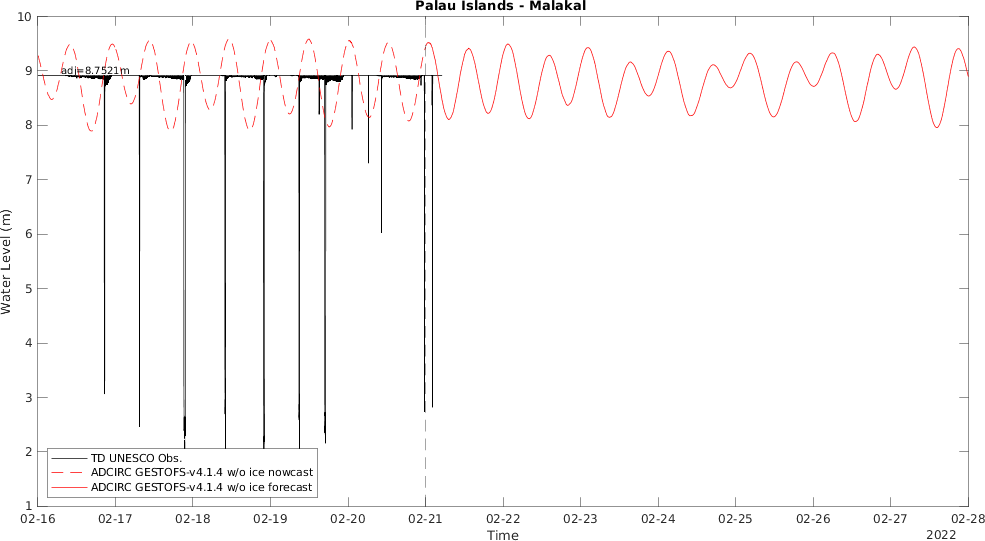 Palau Islands - Malakal
10
9
8
7
6
5
4
3
2
1
Water Level (m)
adj=8.7521m
TD UNESCO Obs.
ADCIRC GESTOFS-v4.1.4 w/o ice nowcast
ADCIRC GESTOFS-v4.1.4 w/o ice forecast
02-16 02-17 02-18 02-19 02-20 02-21 02-22 02-23 02-24 02-25 02-26 02-27 02-28
Time
2022